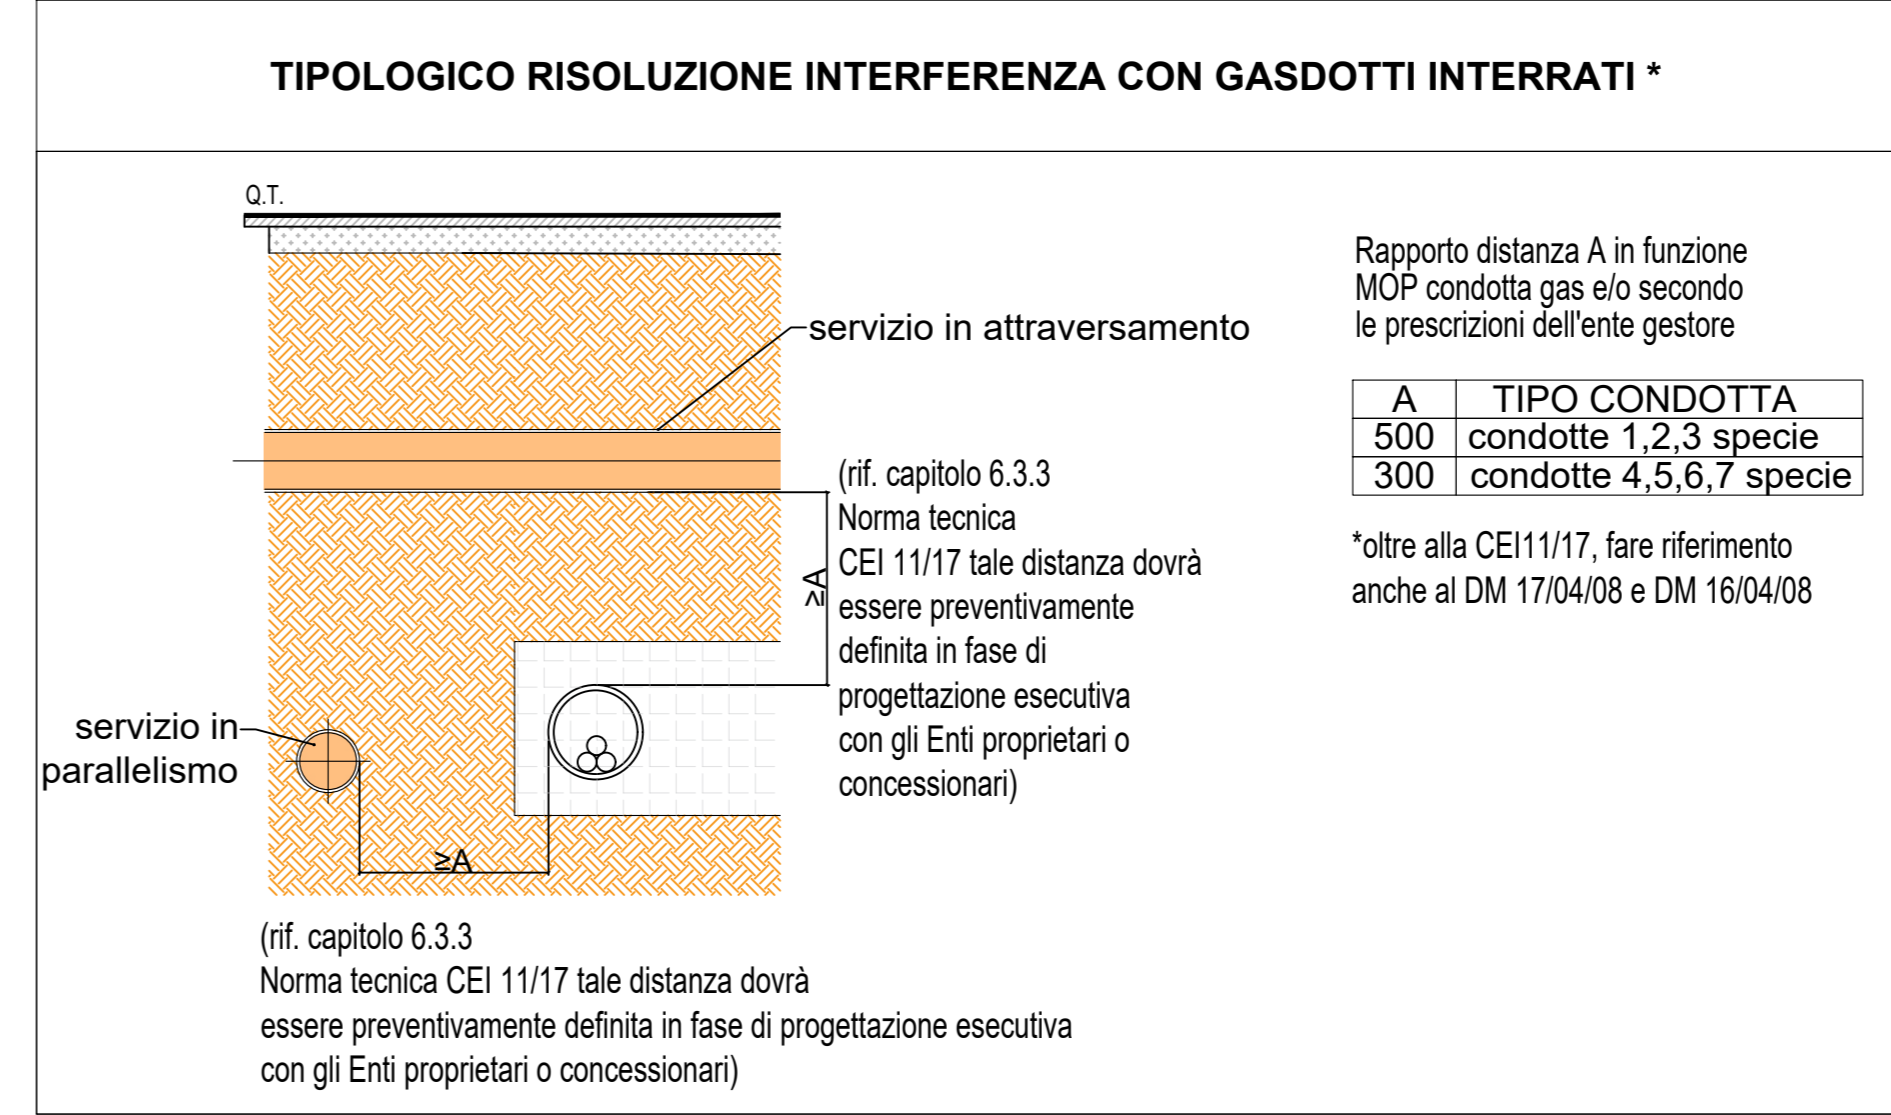 TIPOLOGICO RISOLUZIONE INTERFERENZA CON GASDOTTI INTERRATI *
Q.T.
servizio in attraversamento
(rif. capitolo 6.3.3
Norma tecnica
CEI 11/17 tale distanza dovrà
essere preventivamente
definita in fase di
progettazione esecutiva
con gli Enti proprietari o
concessionari)
≥A
servizio in
parallelismo
≥A
(rif. capitolo 6.3.3
Norma tecnica CEI 11/17 tale distanza dovrà
essere preventivamente definita in fase di progettazione esecutiva
con gli Enti proprietari o concessionari)
Rapporto distanza A in funzione
MOP condotta gas e/o secondo
le prescrizioni dell'ente gestore
A TIPO CONDOTTA
500 condotte 1,2,3 specie
300 condotte 4,5,6,7 specie
*oltre alla CEI11/17, fare riferimento
anche al DM 17/04/08 e DM 16/04/08